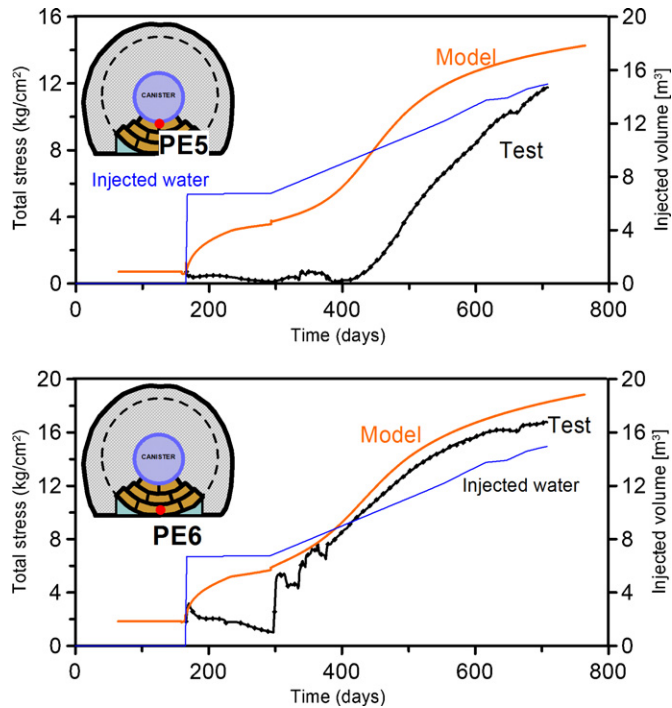 16
12
8
4
0
Total stress (kg/cm²)
20
16
12
8
4
0
Injected volume [m³]
CANISTER
PE5
Model
Test
Injected water
0
200
400
600
800
Time (days)
20
16
12
8
4
0
Total stress (kg/cm²)
20
16
12
8
4
0
Injected volume [m³]
CANISTER
PE6
Model
Test
Injected water
0
200
400
600
800
Time (days)